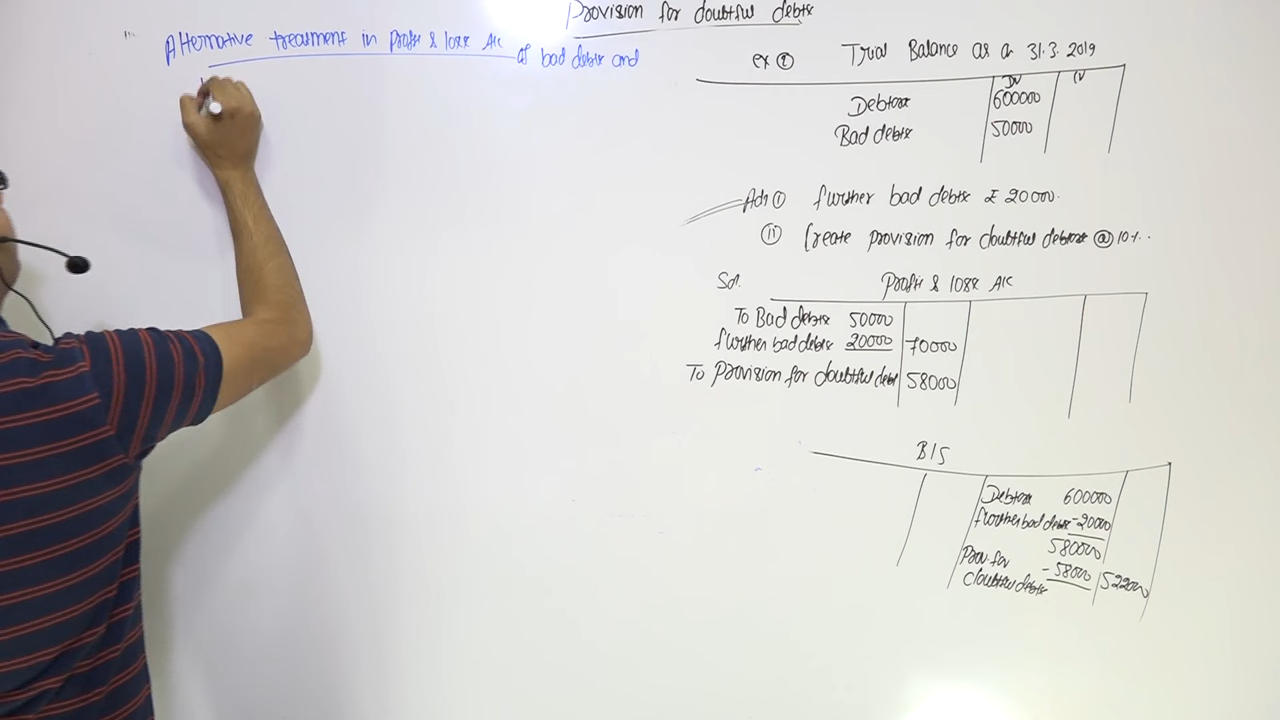 Provision for doubtful debts
Alternative treatment in Profit & loss A/c of bad debts and
ex ①
Trial Balance as on 31.3.2019
Dr Cr
Debtors 600000
Bad debts 50000
Adj ① further bad debts ₹ 20000.
② Create provision for doubtful debtors @ 10%.
Sol.
Profit & loss A/c
To Bad debts 50000
further bad debts 20000 70000
To Provision for doubtful debt 58000
B/S
Debtors 600000
further bad debts -20000
580000
Prov. for
doubtful debts -58000 522000